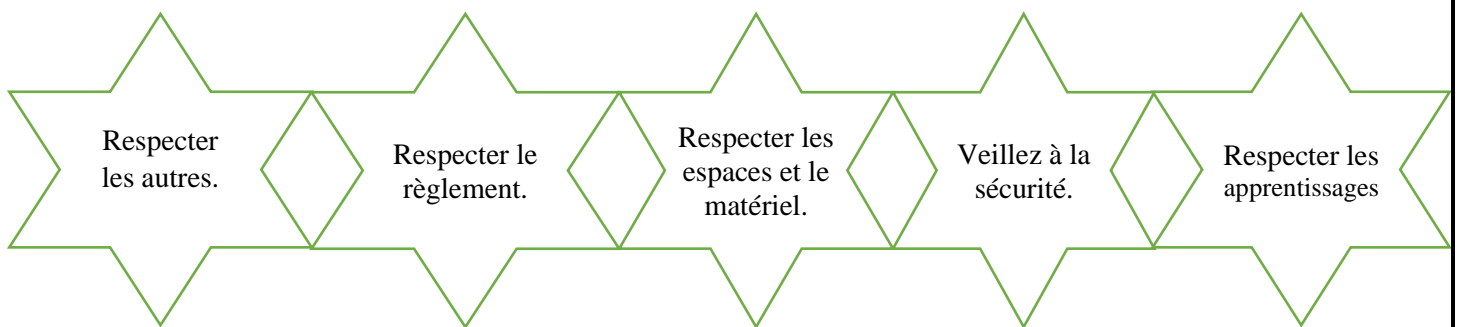 Respecter
les autres.
Respecter le
règlement.
Respecter les
espaces et le
matériel.
Veillez à la
sécurité.
Respecter les
apprentissages